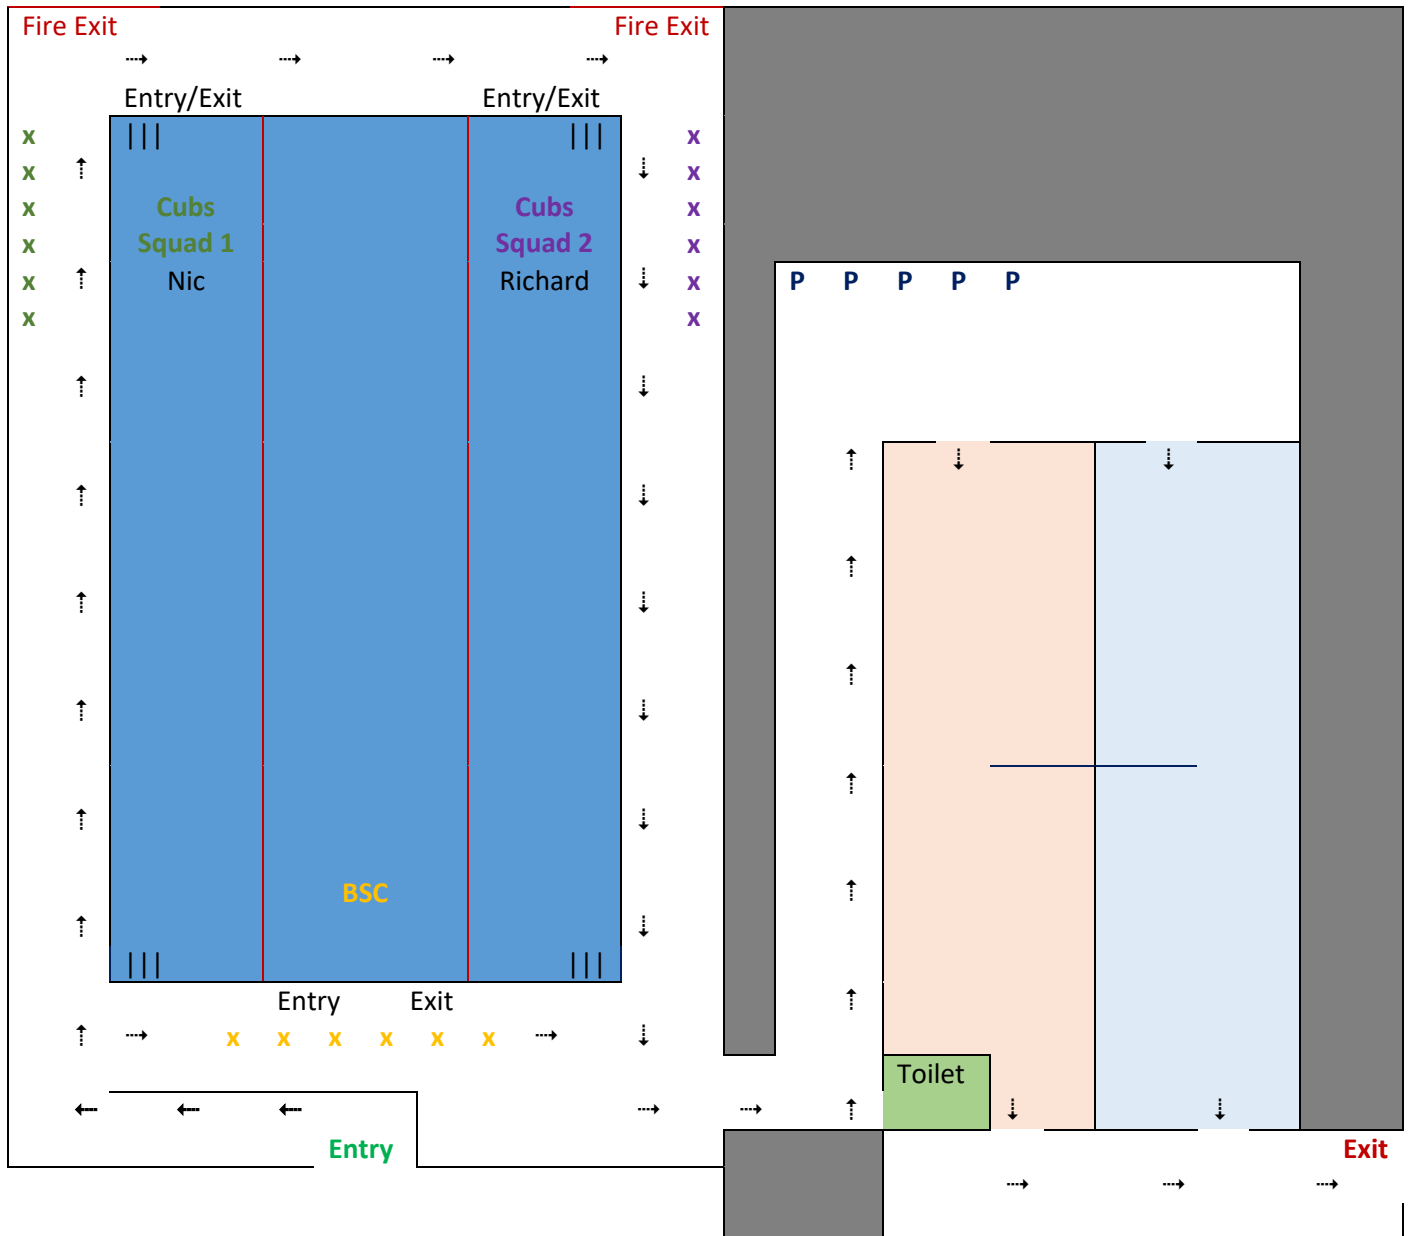 Fire Exit Fire Exit
Entry/Exit Entry/Exit
||| |||
x x
x x
x Cubs Cubs x
x Squad 1 Squad 2 x
x Nic Richard x P P P P P
x x
BSC
||| |||
Entry Exit
x x x x x x
Toilet
Entry Exit